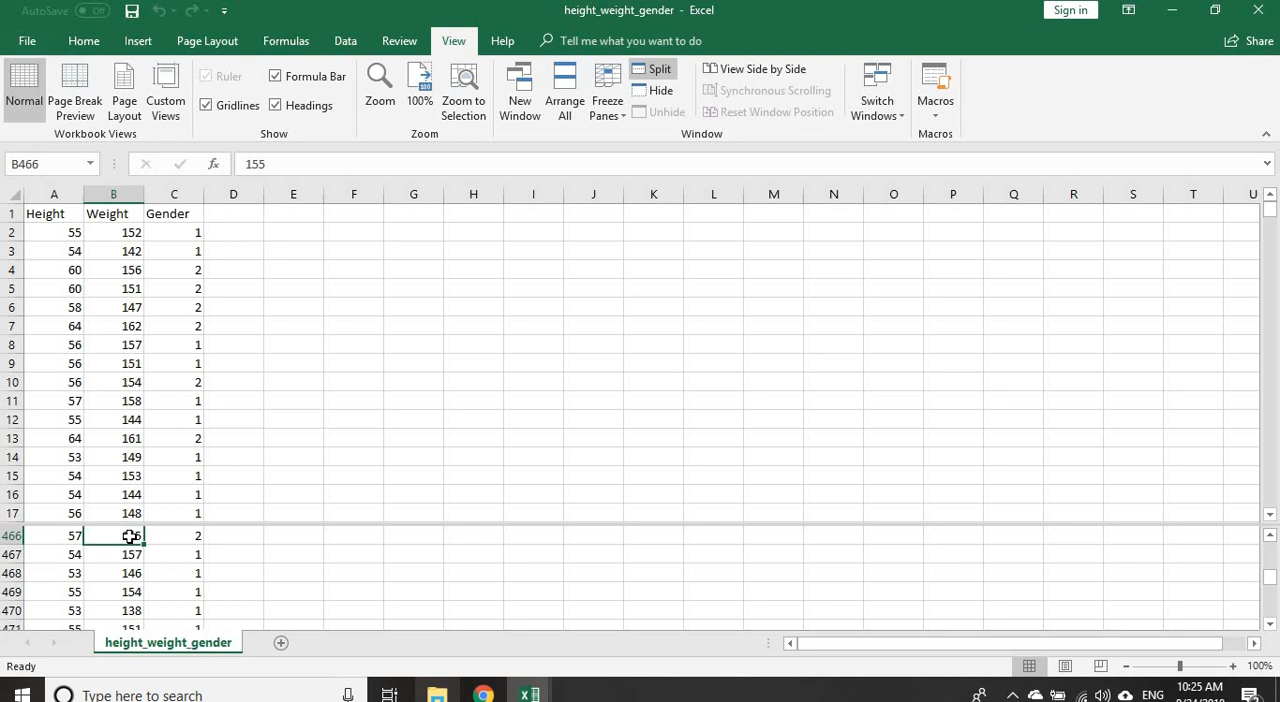 AutoSave Off height_weight_gender - Excel Sign in
File Home Insert Page Layout Formulas Data Review View Help Tell me what you want to do Share
Normal Page Break Preview Page Layout Custom Views
Workbook Views
Ruler Formula Bar
Gridlines Headings
Show
Zoom 100% Zoom to Selection
Zoom
New Window Arrange All Freeze Panes
Split
Hide
Unhide
View Side by Side
Synchronous Scrolling
Reset Window Position
Window
Switch Windows
Macros
Macros
B466 fx 155
A B C D E F G H I J K L M N O P Q R S T U
1 Height Weight Gender
2 55 152 1
3 54 142 1
4 60 156 2
5 60 151 2
6 58 147 2
7 64 162 2
8 56 157 1
9 56 151 1
10 56 154 2
11 57 158 1
12 55 144 1
13 64 161 2
14 53 149 1
15 54 153 1
16 54 144 1
17 56 148 1
466 57 2
467 54 157 1
468 53 146 1
469 55 154 1
470 53 138 1
471 55 151 1
height_weight_gender
Ready 100%
Type here to search ENG 10:25 AM